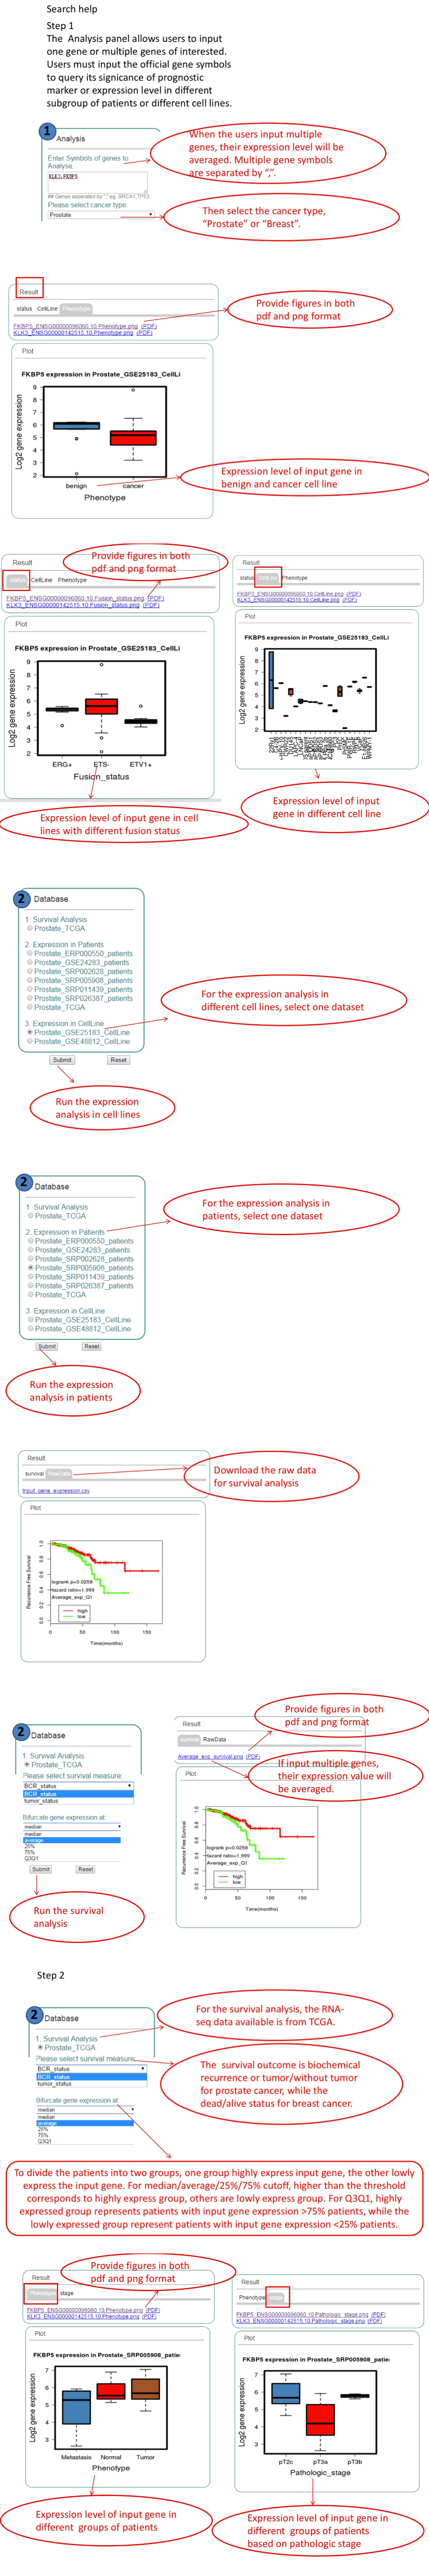 Search help
Step 1
The Analysis panel allows users to input
one gene or multiple genes of interested.
Users must input the official gene symbols
to query its signicance of prognostic
marker or expression level in different
subgroup of patients or different cell lines.
1
Analysis
Enter Symbols of genes to
Analyse:
KLK3,FKBP5
## Genes seperated by "," eg. BRCA1,TP53
Please select cancer type:
Prostate
When the users input multiple
genes, their expression level will be
averaged. Multiple gene symbols
are separated by “,”.
Then select the cancer type,
“Prostate” or “Breast”.
Result
status CellLine Phenotype
FKBP5_ENSG00000096060.10.Phenotype.png (PDF)
KLK3_ENSG00000142515.10.Phenotype.png (PDF)
Provide figures in both
pdf and png format
Plot
FKBP5 expression in Prostate_GSE25183_CellLi
Log2 gene expression
9
8
7
6
5
4
3
2
benign cancer
Phenotype
Expression level of input gene in
benign and cancer cell line
Result
status CellLine Phenotype
FKBP5_ENSG00000096060.10.Fusion_status.png (PDF)
KLK3_ENSG00000142515.10.Fusion_status.png (PDF)
Provide figures in both
pdf and png format
Plot
FKBP5 expression in Prostate_GSE25183_CellLi
Log2 gene expression
9
8
7
6
5
4
3
2
ERG+ ETS- ETV1+
Fusion_status
Expression level of input gene in cell
lines with different fusion status
Result
status CellLine Phenotype
FKBP5_ENSG00000096060.10.CellLine.png (PDF)
KLK3_ENSG00000142515.10.CellLine.png (PDF)
Plot
FKBP5 expression in Prostate_GSE25183_CellLi
Log2 gene expression
9
8
7
6
5
4
3
2
Expression level of input
gene in different cell line
2
Database
1. Survival Analysis
Prostate_TCGA
2. Expression in Patients
Prostate_ERP000550_patients
Prostate_GSE24283_patients
Prostate_SRP002628_patients
Prostate_SRP005908_patients
Prostate_SRP011439_patients
Prostate_SRP026387_patients
Prostate_TCGA
3. Expression in CellLine
Prostate_GSE25183_CellLine
Prostate_GSE48812_CellLine
Submit Reset
For the expression analysis in
different cell lines, select one dataset
Run the expression
analysis in cell lines
2
Database
1. Survival Analysis
Prostate_TCGA
2. Expression in Patients
Prostate_ERP000550_patients
Prostate_GSE24283_patients
Prostate_SRP002628_patients
Prostate_SRP005908_patients
Prostate_SRP011439_patients
Prostate_SRP026387_patients
Prostate_TCGA
3. Expression in CellLine
Prostate_GSE25183_CellLine
Prostate_GSE48812_CellLine
Submit Reset
For the expression analysis in
patients, select one dataset
Run the expression
analysis in patients
Result
survival RawData
Input_gene_expression.csv
Download the raw data
for survival analysis
Plot
Recurrence Free Survival
1.0
0.8
0.6
0.4
0.2
0.0
logrank p=0.0258
hazard ratio=1.999
Average_exp_Q1
high
low
0 50 100 150
Time(months)
2
Database
1. Survival Analysis
Prostate_TCGA
Please select survival measure:
BCR_status
BCR_status
tumor_status
Bifurcate gene expression at:
median
median
average
25%
75%
Q3Q1
Submit Reset
Run the survival
analysis
Result
survival RawData
Average_exp_survival.png (PDF)
Provide figures in both
pdf and png format
If input multiple genes,
their expression value will
be averaged.
Plot
Recurrence Free Survival
1.0
0.8
0.6
0.4
0.2
0.0
logrank p=0.0258
hazard ratio=1.999
Average_exp_Q1
high
low
0 50 100 150
Time(months)
Step 2
2
Database
1. Survival Analysis
Prostate_TCGA
Please select survival measure:
BCR_status
BCR_status
tumor_status
Bifurcate gene expression at:
median
median
average
25%
75%
Q3Q1
For the survival analysis, the RNA-
seq data available is from TCGA.
The survival outcome is biochemical
recurrence or tumor/without tumor
for prostate cancer, while the
dead/alive status for breast cancer.
To divide the patients into two groups, one group highly express input gene, the other lowly
express the input gene. For median/average/25%/75% cutoff, higher than the threshold
corresponds to highly express group, others are lowly express group. For Q3Q1, highly
expressed group represents patients with input gene expression >75% patients, while the
lowly expressed group represent patients with input gene expression <25% patients.
Result
Phenotype stage
FKBP5_ENSG00000096060.10.Phenotype.png (PDF)
KLK3_ENSG00000142515.10.Phenotype.png (PDF)
Provide figures in both
pdf and png format
Plot
FKBP5 expression in Prostate_SRP005908_patie
Log2 gene expression
7
6
5
4
3
Metastasis Normal Tumor
Phenotype
Expression level of input gene in
different groups of patients
Result
Phenotype stage
FKBP5_ENSG00000096060.10.Pathologic_stage.png (PDF)
KLK3_ENSG00000142515.10.Pathologic_stage.png (PDF)
Plot
FKBP5 expression in Prostate_SRP005908_patie
Log2 gene expression
7
6
5
4
3
pT2c pT3a pT3b
Pathologic_stage
Expression level of input gene in
different groups of patients
based on pathologic stage